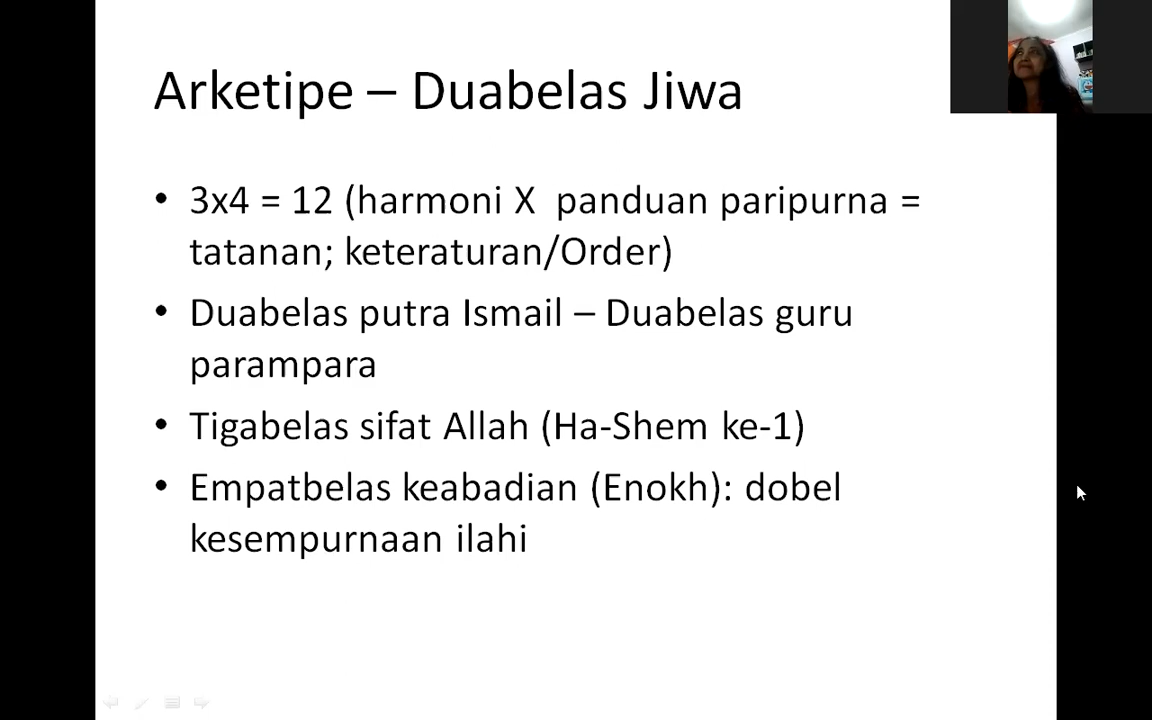 Arketipe – Duabelas Jiwa
• 3x4 = 12 (harmoni X  panduan paripurna =
tatanan; keteraturan/Order)
• Duabelas putra Ismail – Duabelas guru
parampara
• Tigabelas sifat Allah (Ha-Shem ke-1)
• Empatbelas keabadian (Enokh): dobel
kesempurnaan ilahi